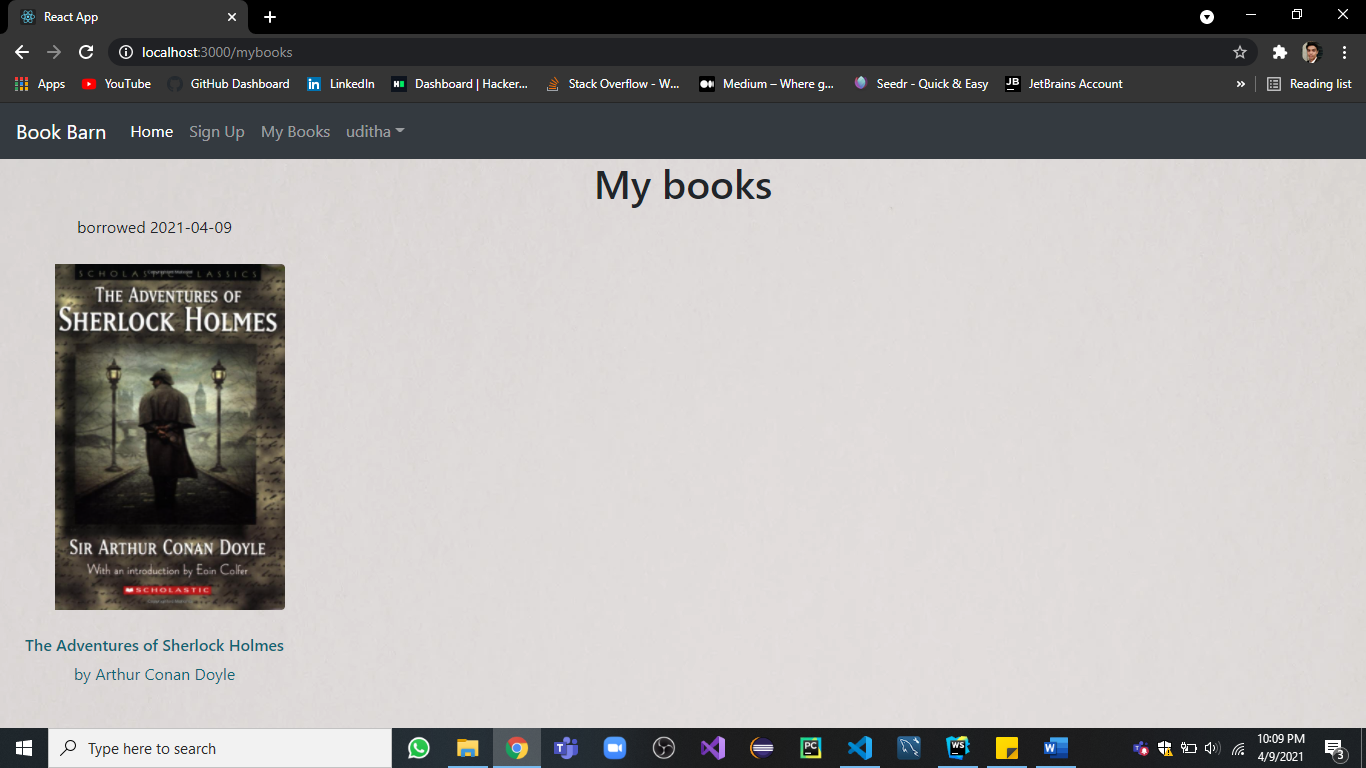 React App
localhost:3000/mybooks
Apps YouTube GitHub Dashboard LinkedIn Dashboard | Hacker... Stack Overflow - W... Medium – Where g... Seedr - Quick & Easy JetBrains Account » Reading list
Book Barn Home Sign Up My Books uditha
My books
borrowed 2021-04-09
SCHOLASTIC CLASSICS
THE ADVENTURES OF
SHERLOCK HOLMES
SIR ARTHUR CONAN DOYLE
With an introduction by Eoin Colfer
SCHOLASTIC
The Adventures of Sherlock Holmes
by Arthur Conan Doyle
Type here to search
10:09 PM
4/9/2021
3